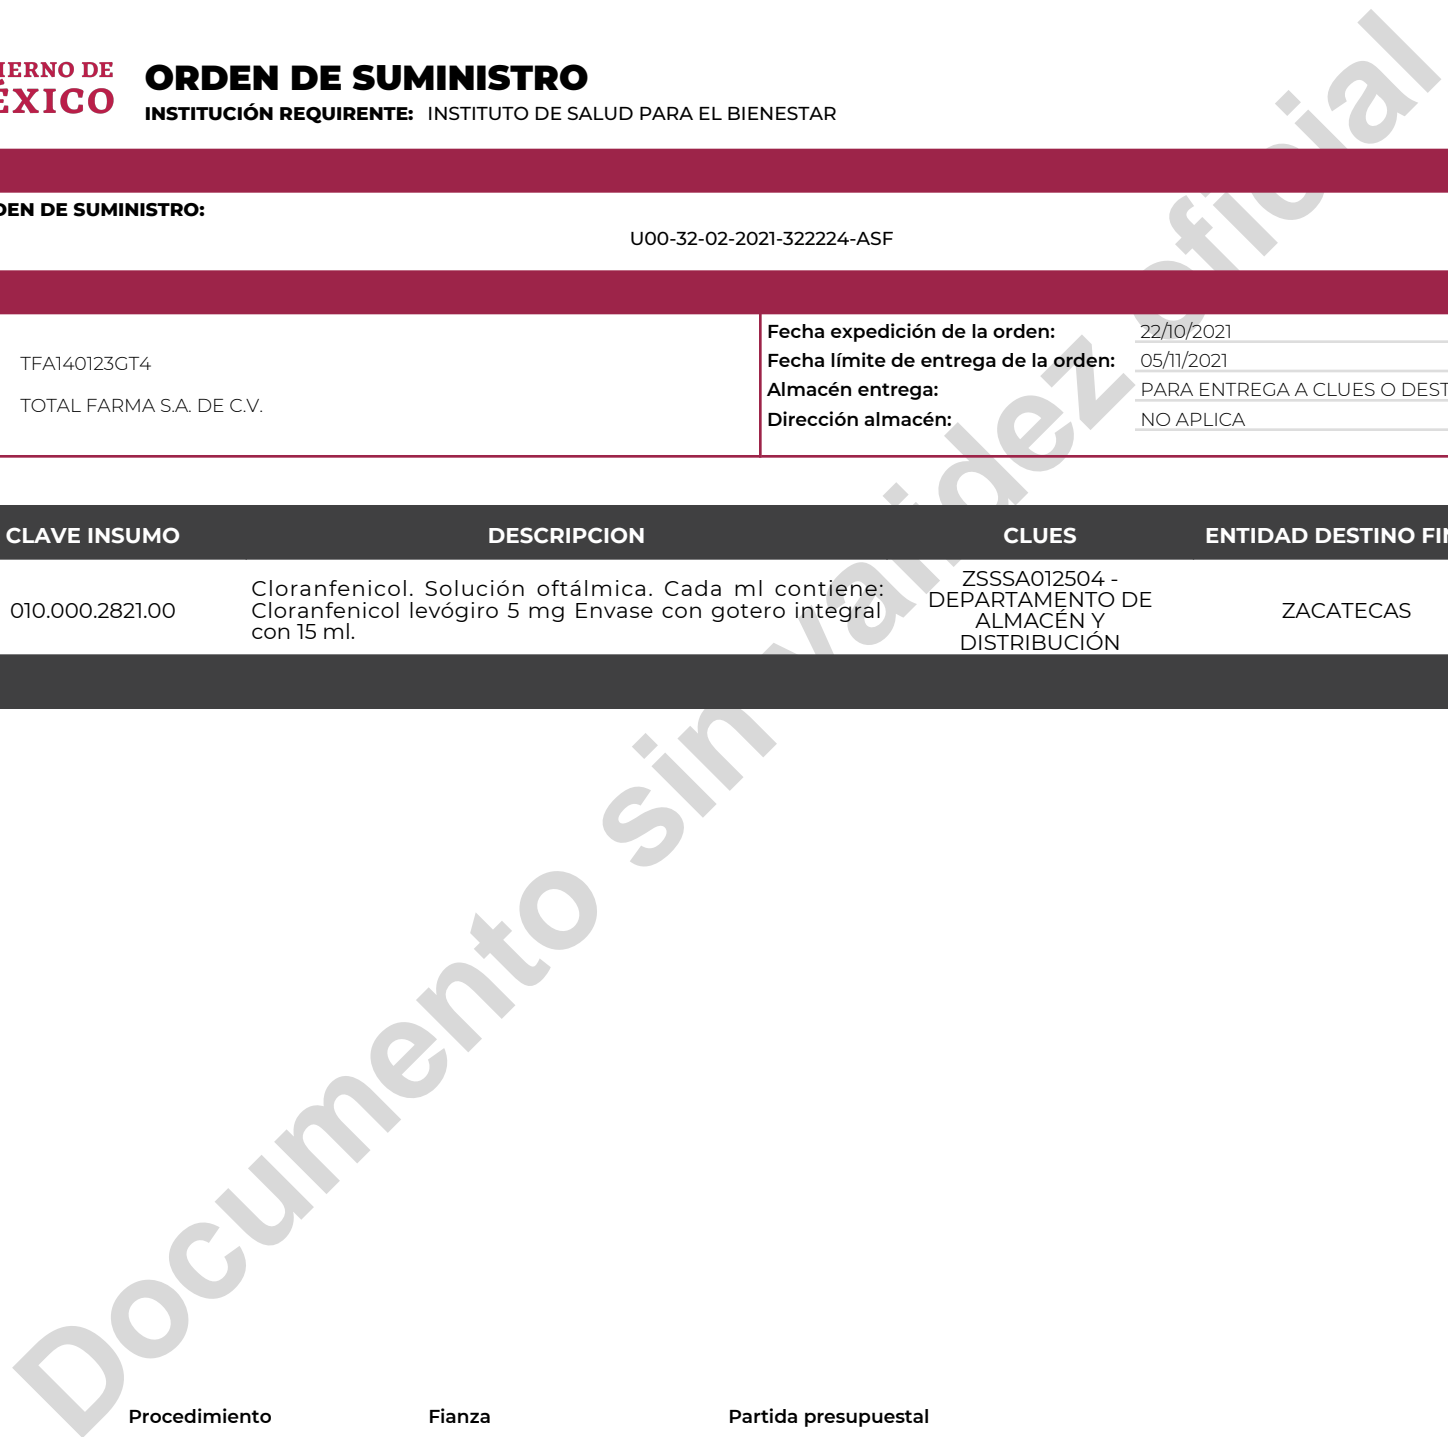 IERNO DE
ÉXICO
ORDEN DE SUMINISTRO
INSTITUCIÓN REQUIRENTE: INSTITUTO DE SALUD PARA EL BIENESTAR
DEN DE SUMINISTRO:
U00-32-02-2021-322224-ASF
TFA140123GT4
TOTAL FARMA S.A. DE C.V.
Fecha expedición de la orden: 22/10/2021
Fecha límite de entrega de la orden: 05/11/2021
Almacén entrega: PARA ENTREGA A CLUES O DEST
Dirección almacén: NO APLICA
CLAVE INSUMO DESCRIPCION CLUES ENTIDAD DESTINO FIN
010.000.2821.00
Cloranfenicol. Solución oftálmica. Cada ml contiene:
Cloranfenicol levógiro 5 mg Envase con gotero integral
con 15 ml.
ZSSSA012504 -
DEPARTAMENTO DE
ALMACÉN Y
DISTRIBUCIÓN
ZACATECAS
Documento sin validez oficial
Procedimiento Fianza Partida presupuestal